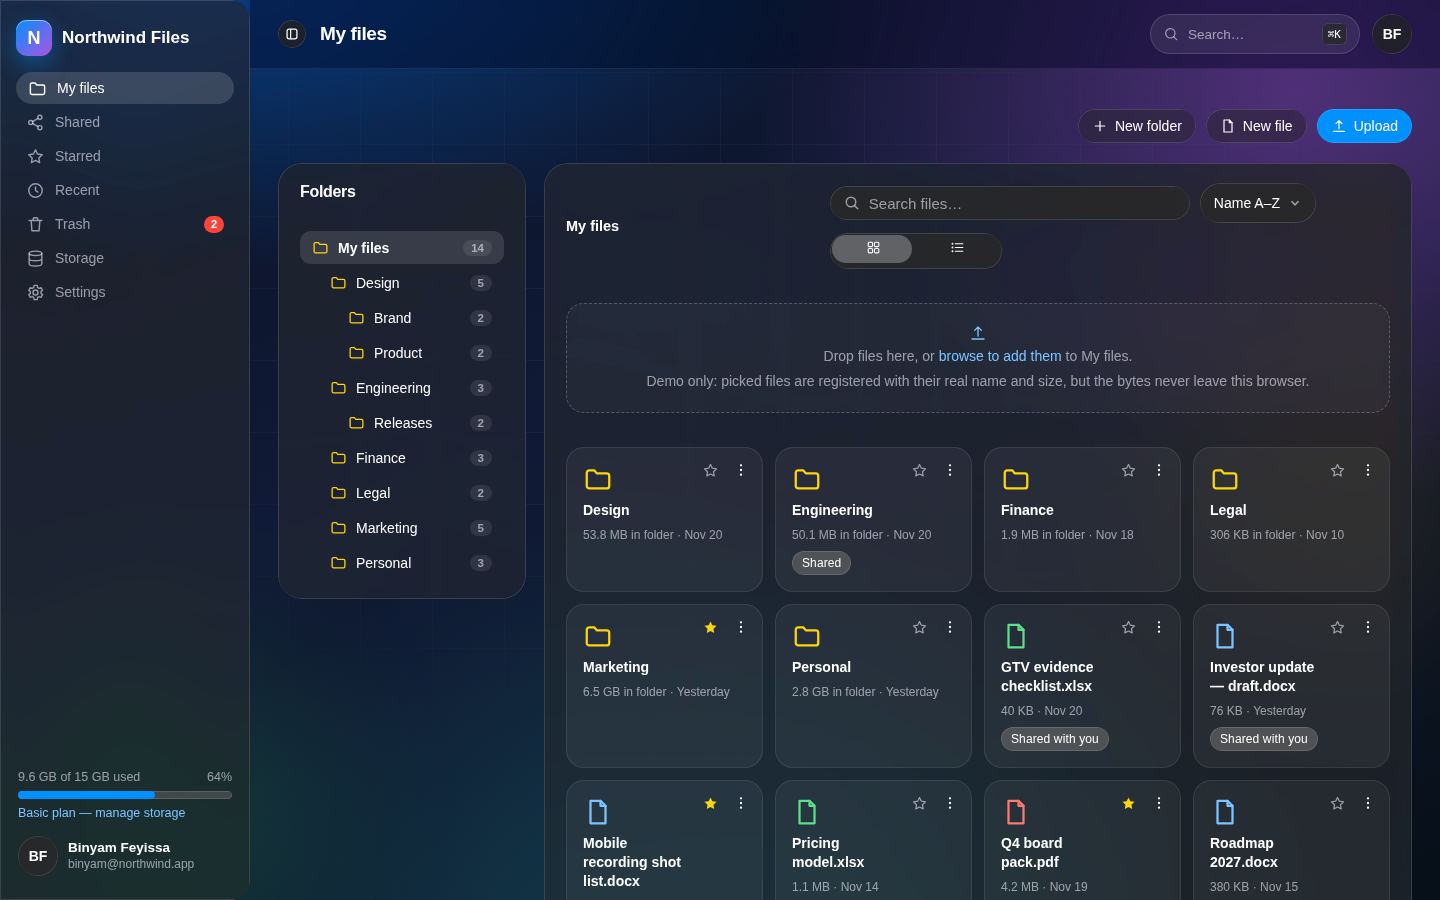 N Northwind Files
My files
Shared
Starred
Recent
Trash 2
Storage
Settings
9.6 GB of 15 GB used 64%
Basic plan — manage storage
BF Binyam Feyissa
binyam@northwind.app
My files
Search… ⌘K BF
New folder New file Upload
Folders
My files 14
Design 5
Brand 2
Product 2
Engineering 3
Releases 2
Finance 3
Legal 2
Marketing 5
Personal 3
My files
Search files… Name A–Z
Drop files here, or browse to add them to My files.
Demo only: picked files are registered with their real name and size, but the bytes never leave this browser.
Design
53.8 MB in folder · Nov 20
Engineering
50.1 MB in folder · Nov 20
Shared
Finance
1.9 MB in folder · Nov 18
Legal
306 KB in folder · Nov 10
Marketing
6.5 GB in folder · Yesterday
Personal
2.8 GB in folder · Yesterday
GTV evidence
checklist.xlsx
40 KB · Nov 20
Shared with you
Investor update
— draft.docx
76 KB · Yesterday
Shared with you
Mobile
recording shot
list.docx
Pricing
model.xlsx
1.1 MB · Nov 14
Q4 board
pack.pdf
4.2 MB · Nov 19
Roadmap
2027.docx
380 KB · Nov 15